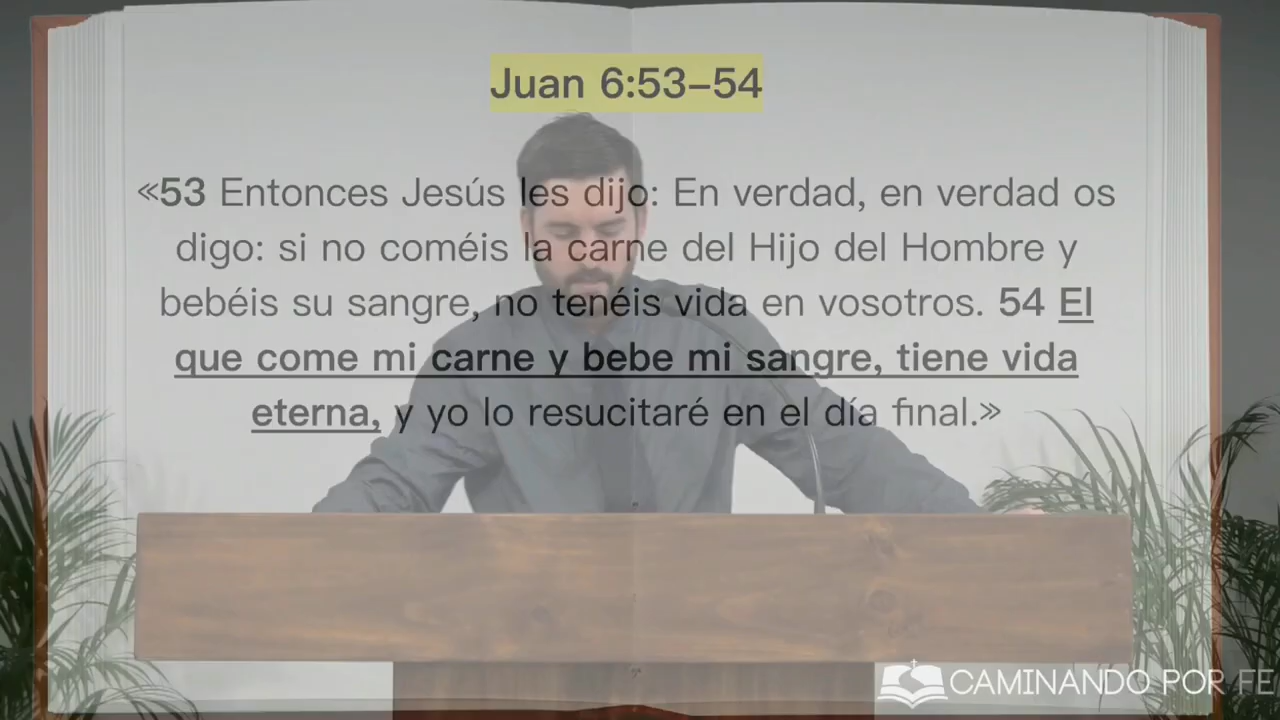 Juan 6:53–54
«53 Entonces Jesús les dijo: En verdad, en verdad os
digo: si no coméis la carne del Hijo del Hombre y
bebéis su sangre, no tenéis vida en vosotros. 54 El
que come mi carne y bebe mi sangre, tiene vida
eterna, y yo lo resucitaré en el día final.»
CAMINANDO POR FE